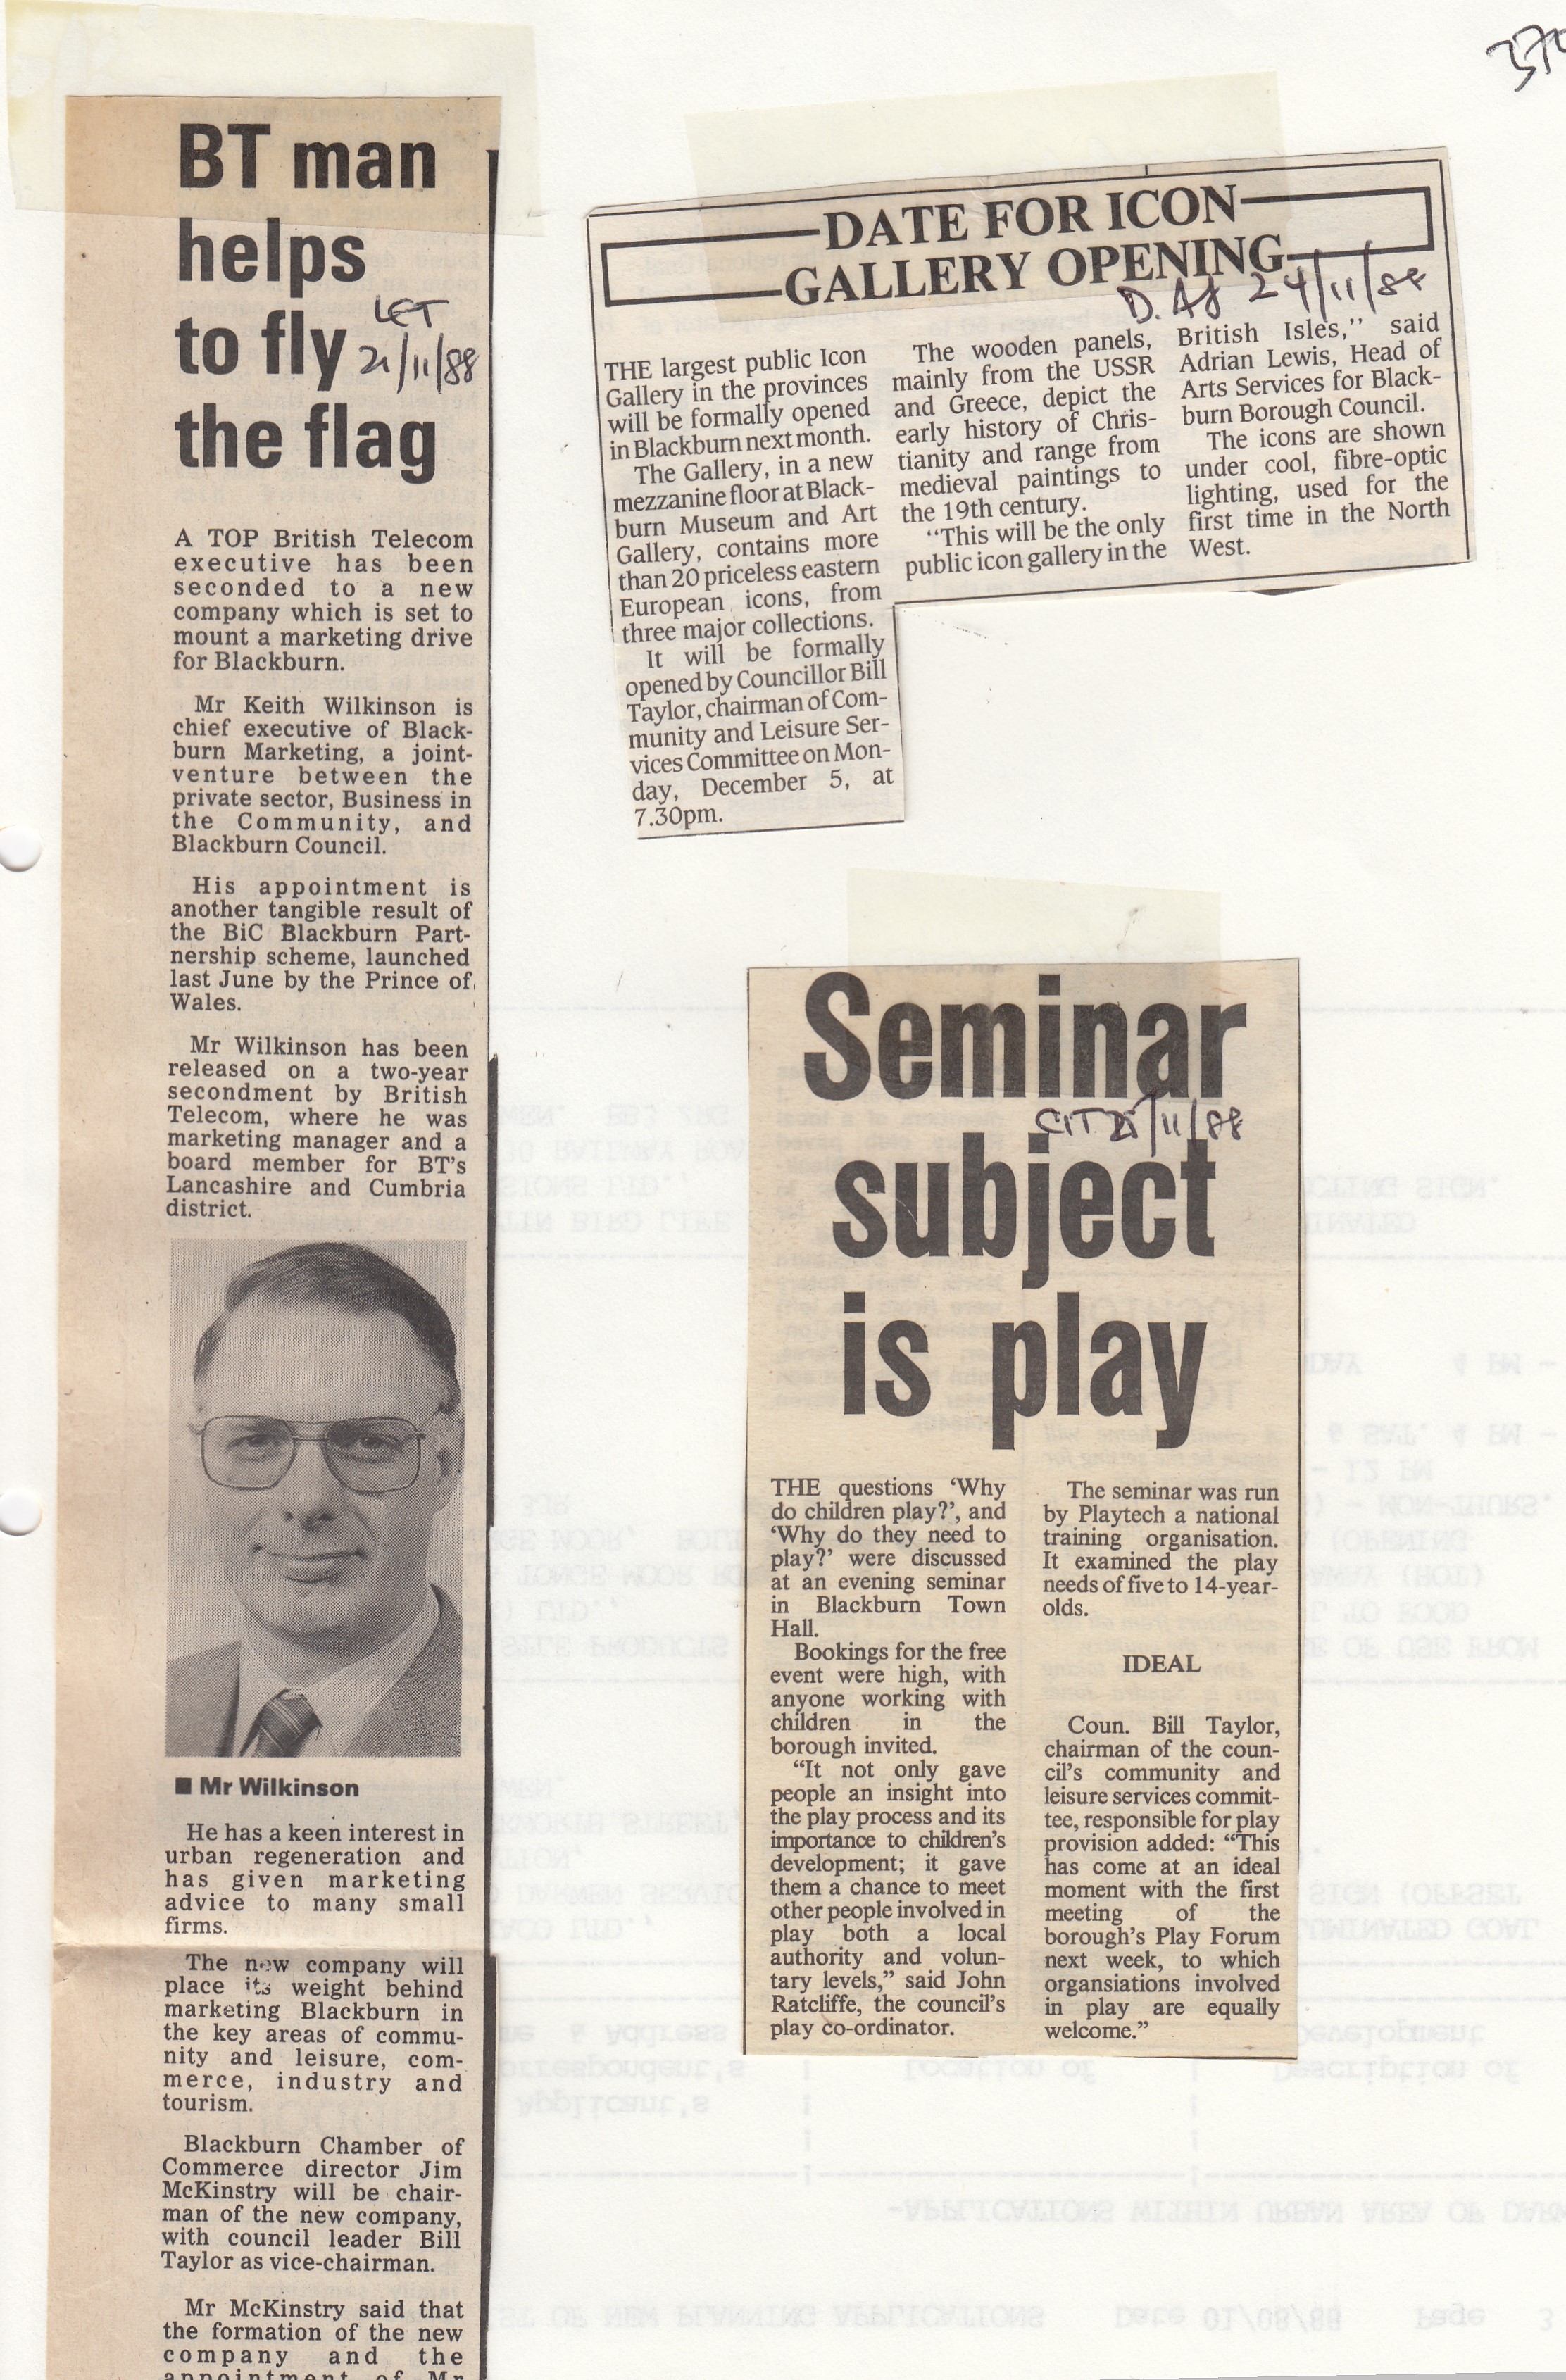 BT man
helps
to fly
the flag
LET
21/11/88
A TOP British Telecom
executive has been
seconded to a new
company which is set to
mount a marketing drive
for Blackburn.
Mr Keith Wilkinson is
chief executive of Black-
burn Marketing, a joint-
venture between the
private sector, Business in
the Community, and
Blackburn Council.
His appointment is
another tangible result of
the BiC Blackburn Part-
nership scheme, launched
last June by the Prince of
Wales.
Mr Wilkinson has been
released on a two-year
secondment by British
Telecom, where he was
marketing manager and a
board member for BT's
Lancashire and Cumbria
district.
■ Mr Wilkinson
He has a keen interest in
urban regeneration and
has given marketing
advice to many small
firms.
The new company will
place its weight behind
marketing Blackburn in
the key areas of commu-
nity and leisure, com-
merce, industry and
tourism.
Blackburn Chamber of
Commerce director Jim
McKinstry will be chair-
man of the new company,
with council leader Bill
Taylor as vice-chairman.
Mr McKinstry said that
the formation of the new
company and the
appointment of Mr
DATE FOR ICON
GALLERY OPENING
24/11/88
THE largest public Icon
Gallery in the provinces
will be formally opened
in Blackburn next month.
The Gallery, in a new
mezzanine floor at Black-
burn Museum and Art
Gallery, contains more
than 20 priceless eastern
European icons, from
three major collections.
It will be formally
opened by Councillor Bill
Taylor, chairman of Com-
munity and Leisure Ser-
vices Committee on Mon-
day, December 5, at
7.30pm.
The wooden panels,
mainly from the USSR
and Greece, depict the
early history of Chris-
tianity and range from
medieval paintings to
the 19th century.
"This will be the only
public icon gallery in the
British Isles," said
Adrian Lewis, Head of
Arts Services for Black-
burn Borough Council.
The icons are shown
under cool, fibre-optic
lighting, used for the
first time in the North
West.
Seminar
subject
is play
CIT /11/88
THE questions 'Why
do children play?', and
'Why do they need to
play?' were discussed
at an evening seminar
in Blackburn Town
Hall.
Bookings for the free
event were high, with
anyone working with
children in the
borough invited.
"It not only gave
people an insight into
the play process and its
importance to children's
development; it gave
them a chance to meet
other people involved in
play both a local
authority and volun-
tary levels," said John
Ratcliffe, the council's
play co-ordinator.
The seminar was run
by Playtech a national
training organisation.
It examined the play
needs of five to 14-year-
olds.
IDEAL
Coun. Bill Taylor,
chairman of the coun-
cil's community and
leisure services commit-
tee, responsible for play
provision added: "This
has come at an ideal
moment with the first
meeting of the
borough's Play Forum
next week, to which
organsiations involved
in play are equally
welcome."